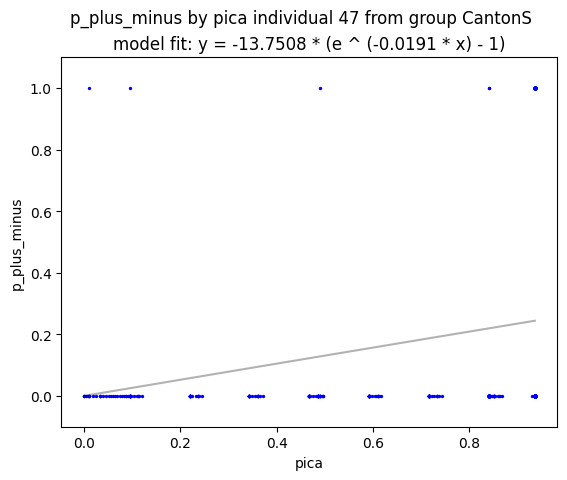 p_plus_minus by pica individual 47 from group CantonS
model fit: y = -13.7508 * (e ^ (-0.0191 * x) - 1)
p_plus_minus
1.0
0.8
0.6
0.4
0.2
0.0
0.0 0.2 0.4 0.6 0.8
pica